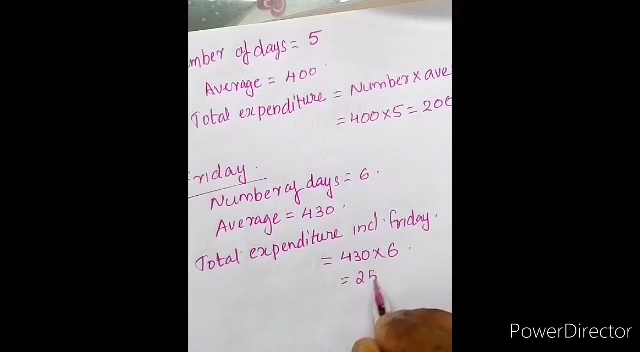 mber of days = 5
Average = 400.
Total expenditure = Number × ave
= 400 × 5 = 200
Friday.
Number of days = 6.
Average = 430.
Total expenditure incl. friday.
= 430 × 6.
= 25
PowerDirector